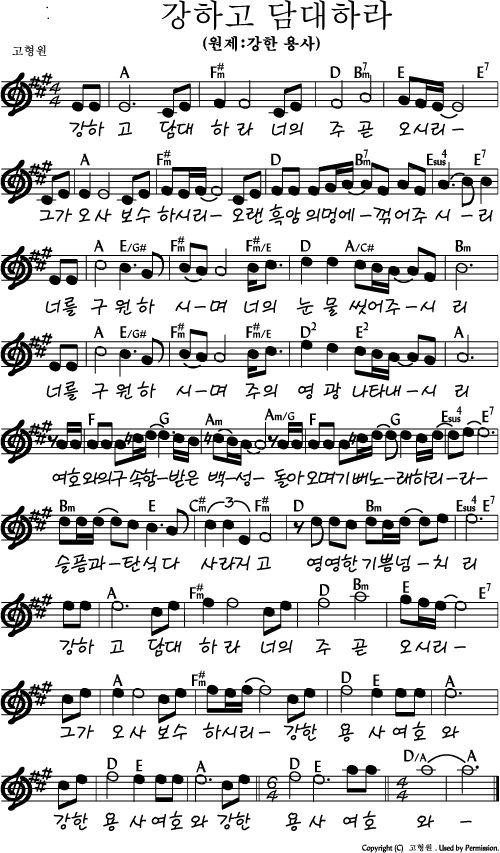 강하고 담대하라
(원제:강한 용사)
고형원
A F#m D Bm7 E E7
강하 고 담대 하 라 너의 주 곧 오시리-
A F#m D Bm7 Esus4 E7
그가 오 사 보수 하시리- 오랜 흑암 의멍에- 꺾어주 시 리
A E/G# F#m F#m/E D A/C# Bm
너를 구 원하 시-며 너의 눈 물 씻어주-시 리
A E/G# F#m F#m/E D2 E2 A
너를 구 원하 시-며 주의 영 광 나타내-시 리
F G Am Am/G F G Esus4 E7
여호와의구속함-받은 백-성- 돌아오며기뻐노-래하리-라-
Bm E C#m F#m D Bm Esus4 E7
3
슬픔과-탄식다 사라지고 영영한기쁨넘-치 리
A F#m D Bm E E7
강하 고 담대 하 라 너의 주 곧 오시리-
A F#m D E A
그가 오 사 보수 하시리- 강한 용 사 여호 와
D E A D E D/A A
강한 용 사 여호 와 강한 용 사 여호 와-
Copyright (C) 고형원 . Used by Permission.